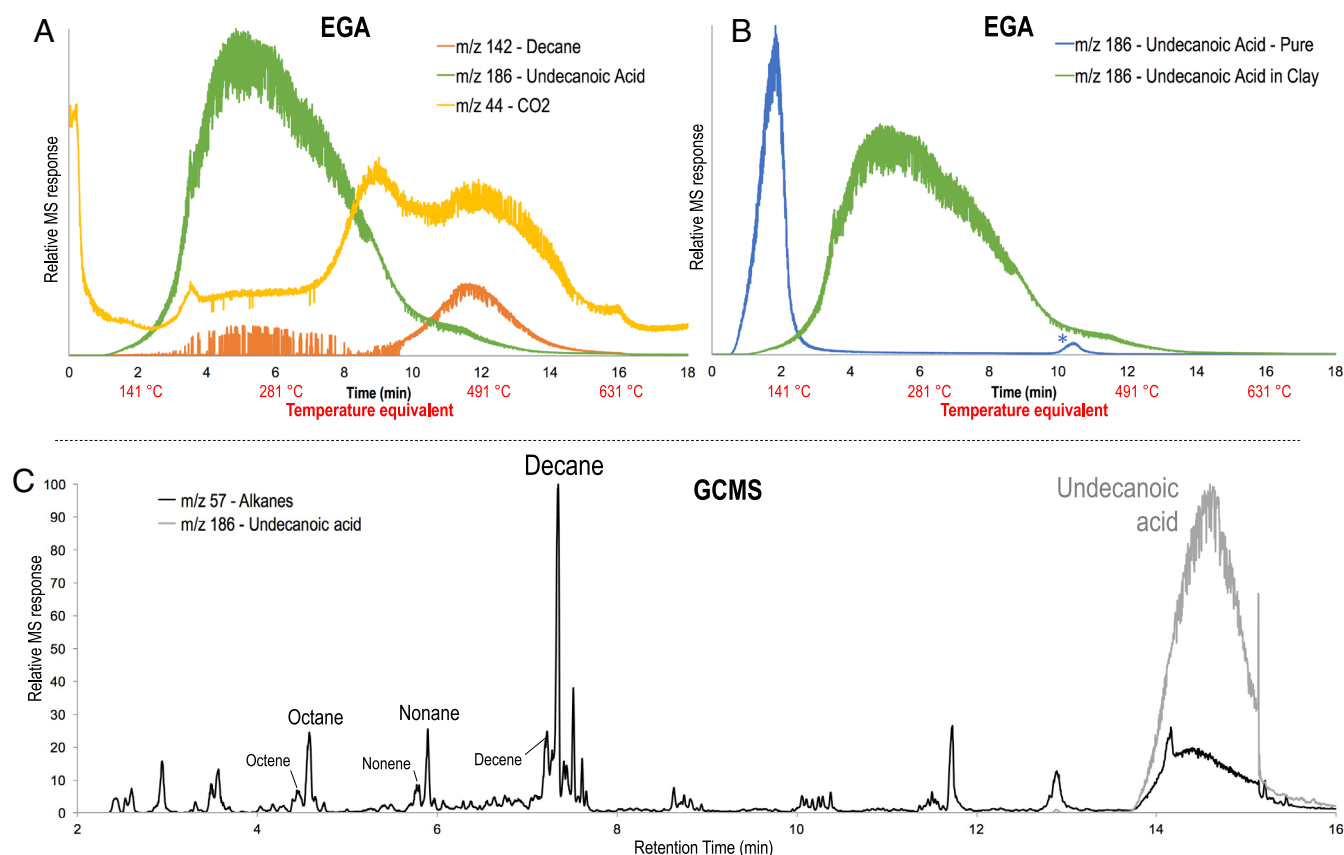 A
EGA
m/z 142 - Decane
m/z 186 - Undecanoic Acid
m/z 44 - CO2
Relative MS response
0 2 4 6 8 10 12 14 16 18
141 °C 281 °C Time (min) 491 °C 631 °C
Temperature equivalent
B
EGA
m/z 186 - Undecanoic Acid - Pure
m/z 186 - Undecanoic Acid in Clay
Relative MS response
*
0 2 4 6 8 10 12 14 16 18
141 °C 281 °C Time (min) 491 °C 631 °C
Temperature equivalent
C
GCMS
m/z 57 - Alkanes
m/z 186 - Undecanoic acid
Decane
Undecanoic
acid
Octane
Nonane
Octene
Nonene
Decene
Relative MS response
100
90
80
70
60
50
40
30
20
10
0
2 4 6 8 10 12 14 16
Retention Time (min)